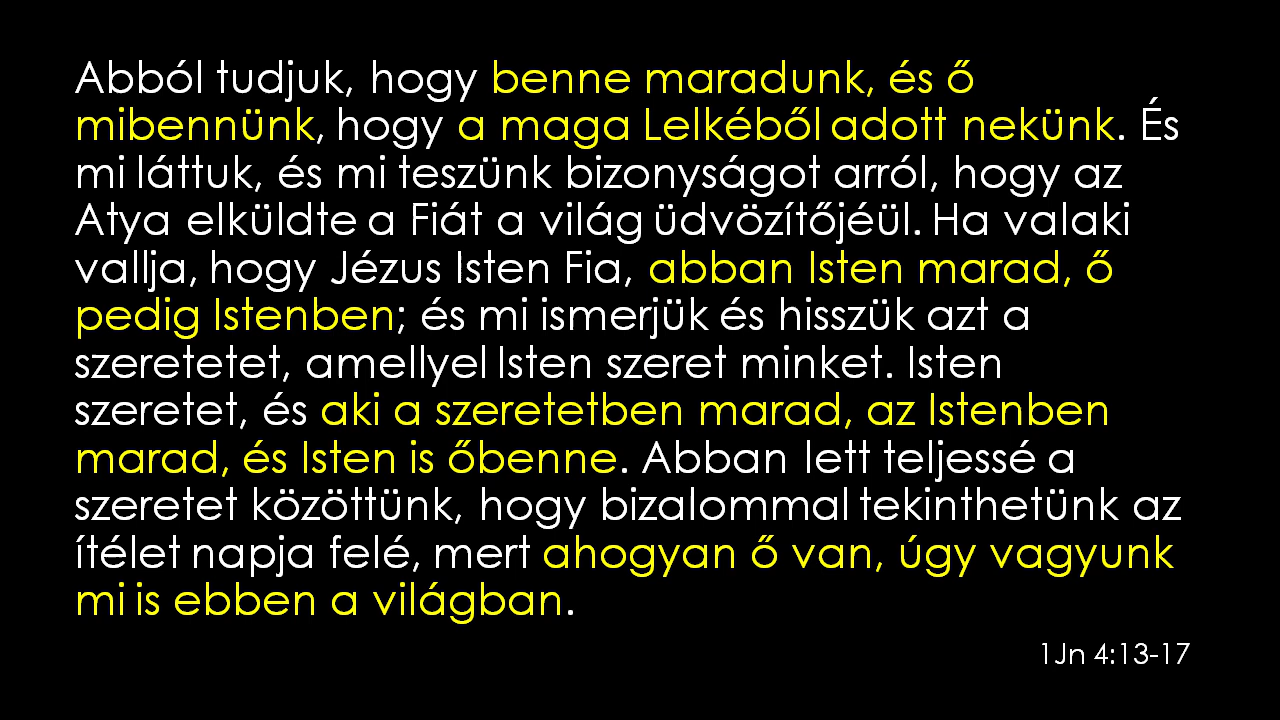 Abból tudjuk, hogy benne maradunk, és ő
mibennünk, hogy a maga Lelkéből adott nekünk. És
mi láttuk, és mi teszünk bizonyságot arról, hogy az
Atya elküldte a Fiát a világ üdvözítőjéül. Ha valaki
vallja, hogy Jézus Isten Fia, abban Isten marad, ő
pedig Istenben; és mi ismerjük és hisszük azt a
szeretetet, amellyel Isten szeret minket. Isten
szeretet, és aki a szeretetben marad, az Istenben
marad, és Isten is őbenne. Abban lett teljessé a
szeretet közöttünk, hogy bizalommal tekinthetünk az
ítélet napja felé, mert ahogyan ő van, úgy vagyunk
mi is ebben a világban.
1Jn 4:13-17